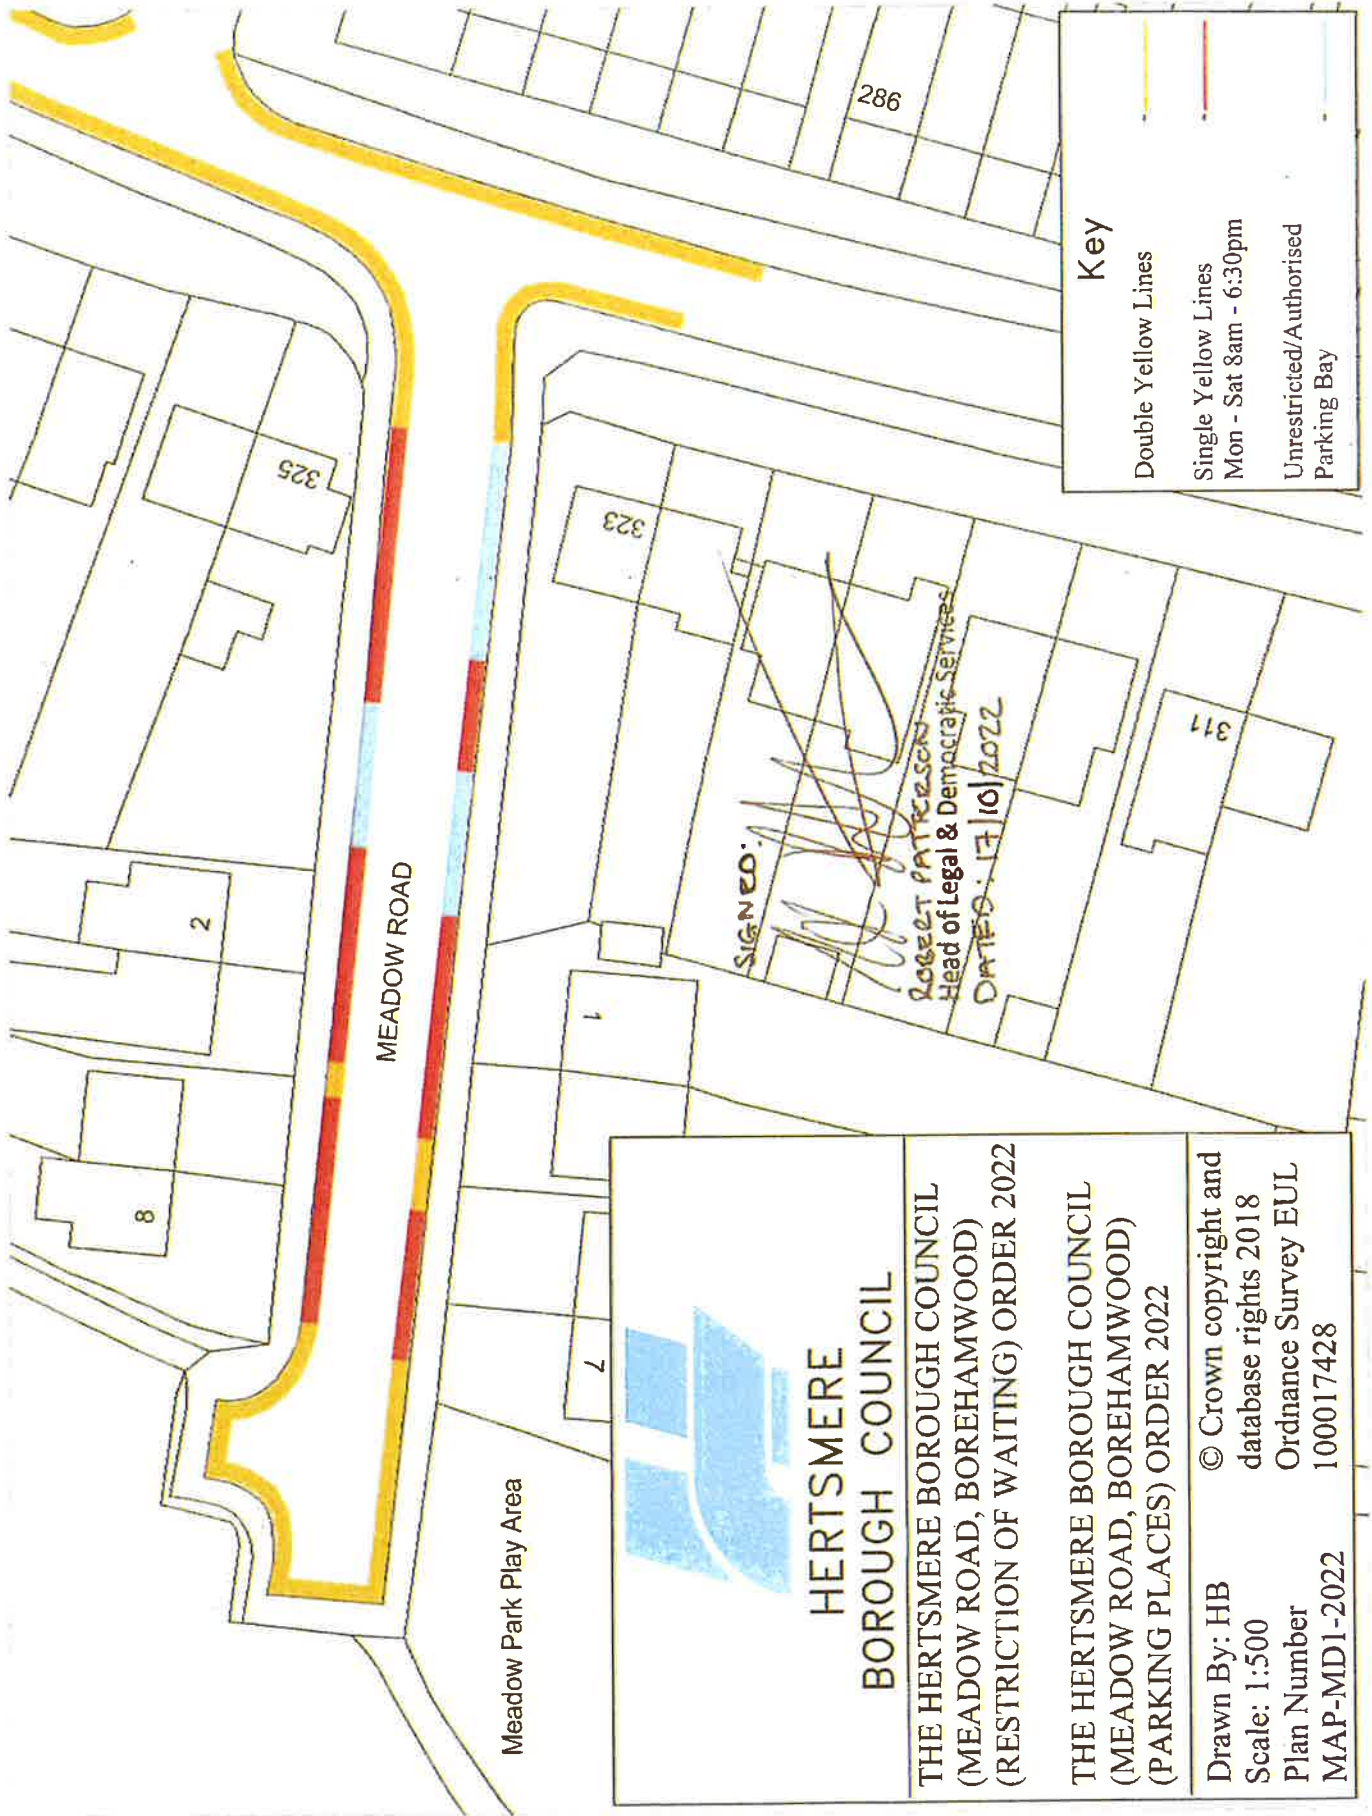 Meadow Park Play Area
MEADOW ROAD
8
2
325
286
7
1
323
311
SIGNED:
ROBERT PATERSON
Head of Legal & Democratic Services
DATED: 17/10/2022
HERTSMERE
BOROUGH COUNCIL
THE HERTSMERE BOROUGH COUNCIL
(MEADOW ROAD, BOREHAMWOOD)
(RESTRICTION OF WAITING) ORDER 2022
THE HERTSMERE BOROUGH COUNCIL
(MEADOW ROAD, BOREHAMWOOD)
(PARKING PLACES) ORDER 2022
Drawn By: HB
Scale: 1:500
Plan Number
MAP-MD1-2022
© Crown copyright and
database rights 2018
Ordnance Survey EUL
100017428
Key
Double Yellow Lines
Single Yellow Lines
Mon - Sat 8am - 6:30pm
Unrestricted/Authorised
Parking Bay